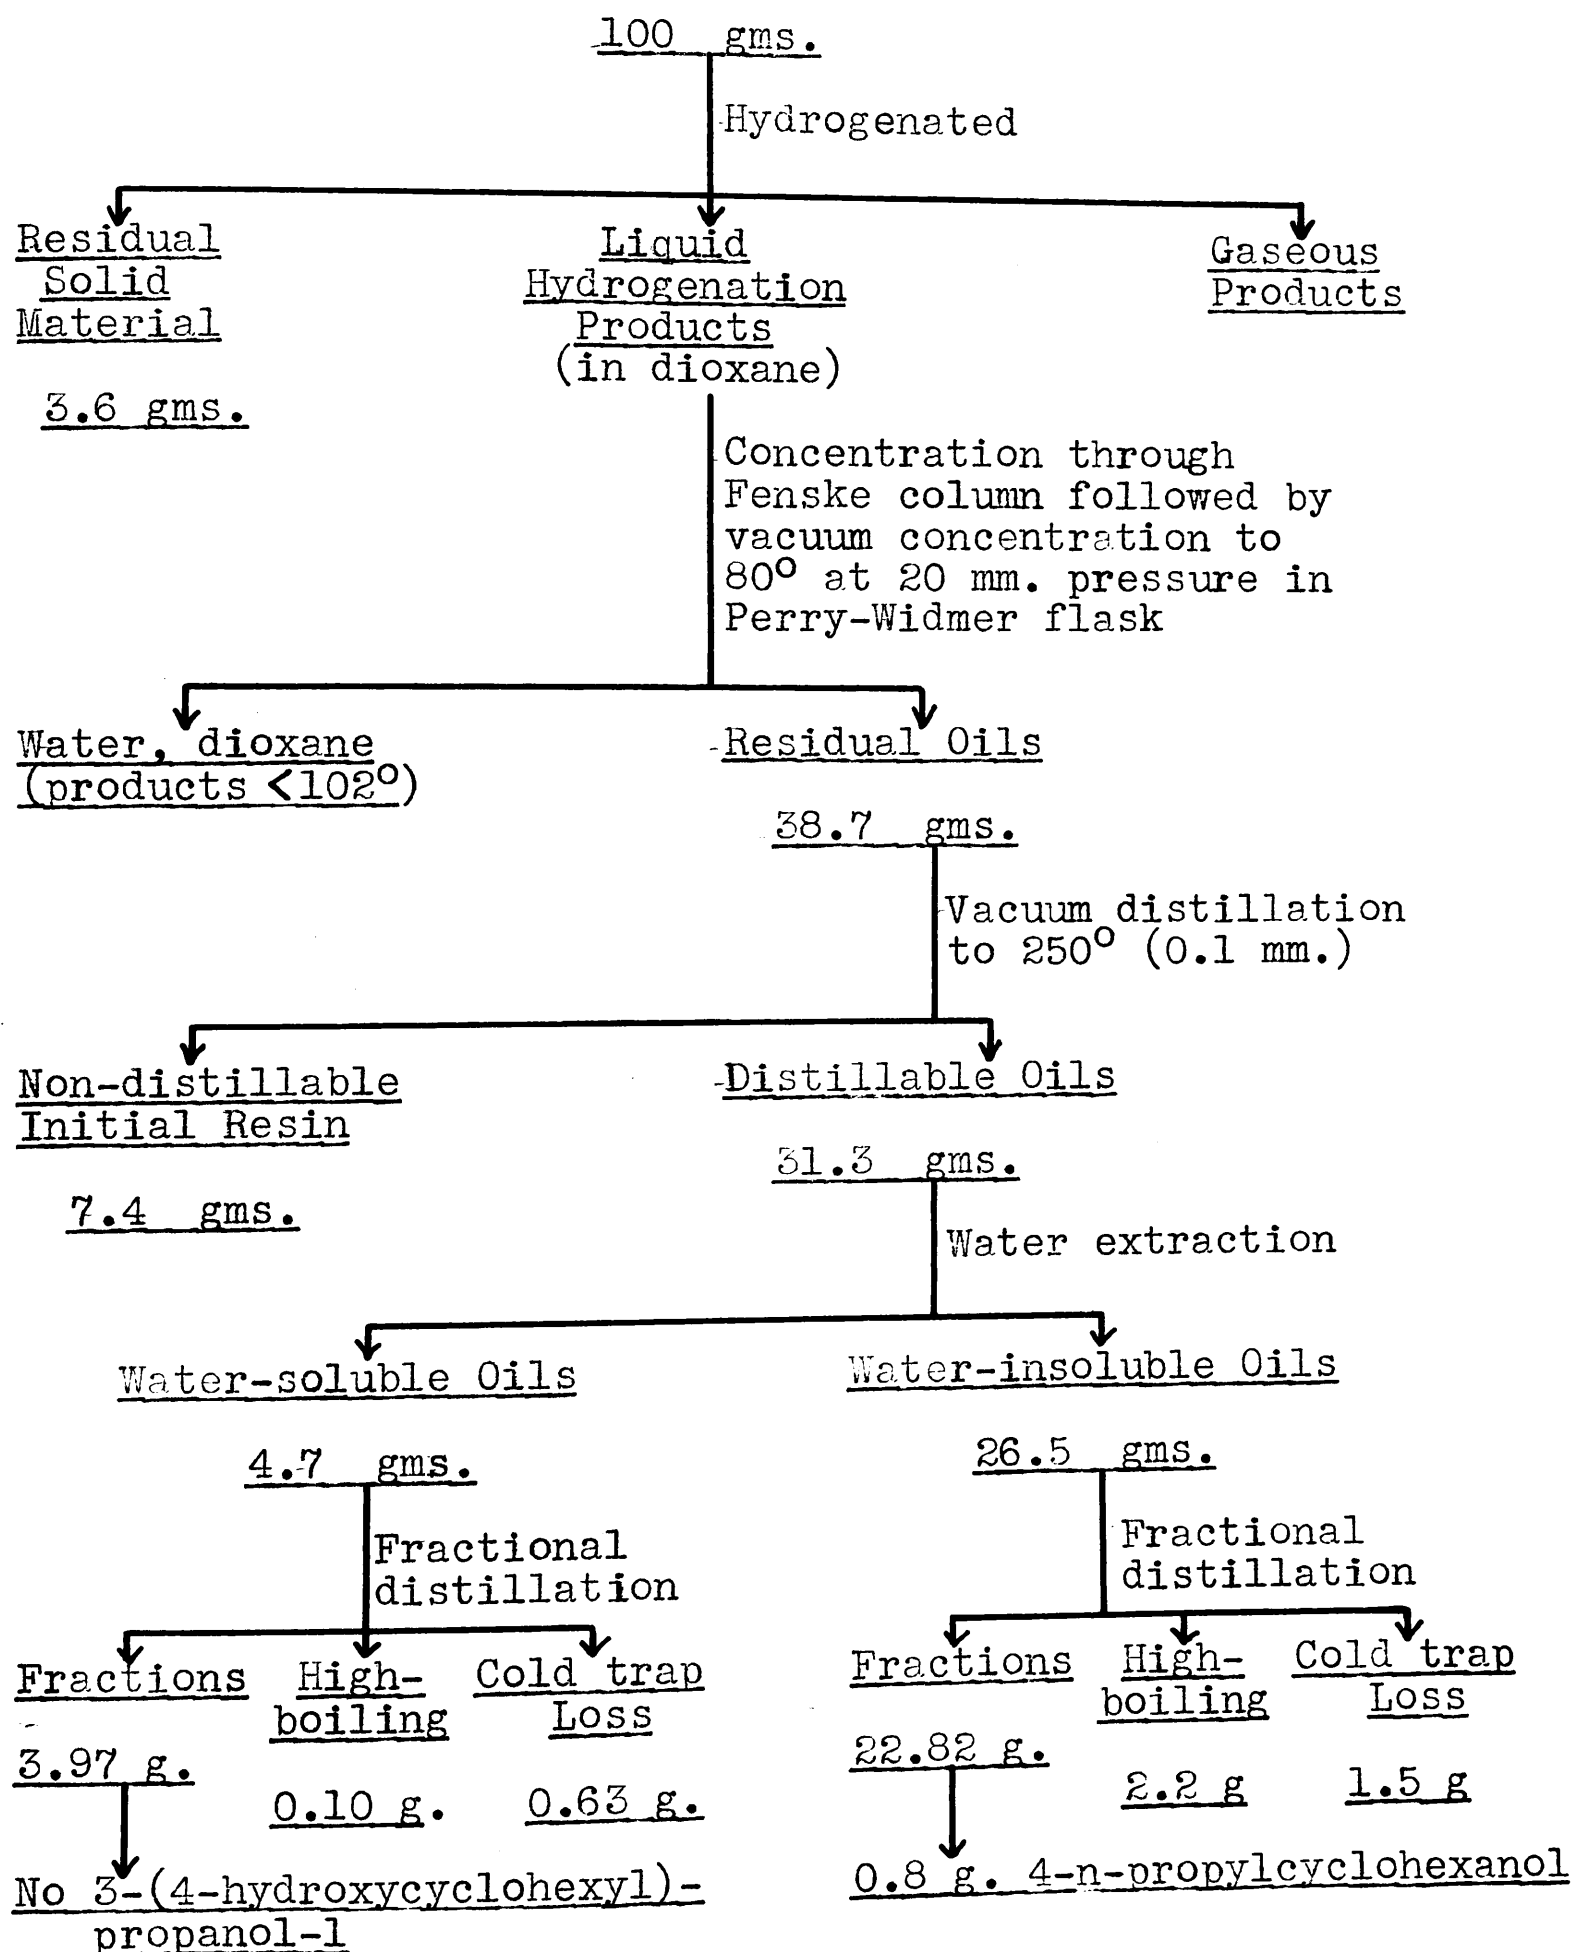 100 gms.
Hydrogenated
Residual
Solid
Material
3.6 gms.
Liquid
Hydrogenation
Products
(in dioxane)
Gaseous
Products
Concentration through
Fenske column followed by
vacuum concentration to
80° at 20 mm. pressure in
Perry-Widmer flask
Water, dioxane
(products <102°)
Residual Oils
38.7 gms.
Vacuum distillation
to 250° (0.1 mm.)
Non-distillable
Initial Resin
7.4 gms.
Distillable Oils
31.3 gms.
Water extraction
Water-soluble Oils
4.7 gms.
Water-insoluble Oils
26.5 gms.
Fractional
distillation
Fractional
distillation
Fractions
3.97 g.
High-
boiling
0.10 g.
Cold trap
Loss
0.63 g.
Fractions
22.82 g.
High-
boiling
2.2 g
Cold trap
Loss
1.5 g
No 3-(4-hydroxycyclohexyl)-
propanol-1
0.8 g. 4-n-propylcyclohexanol